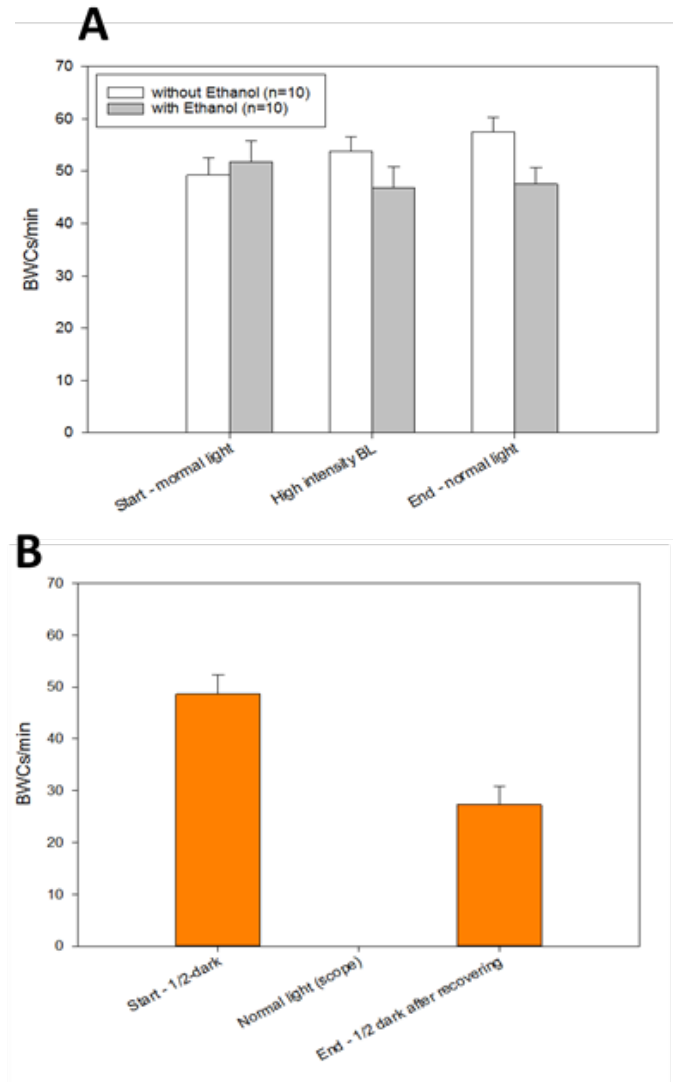 A
70
60
50
40
30
20
10
0
BWCs/min
without Ethanol (n=10)
with Ethanol (n=10)
Start - mormal light
High intensity BL
End - normal light
B
70
60
50
40
30
20
10
0
BWCs/min
Start - 1/2-dark
Normal light (scope)
End - 1/2 dark after recovering